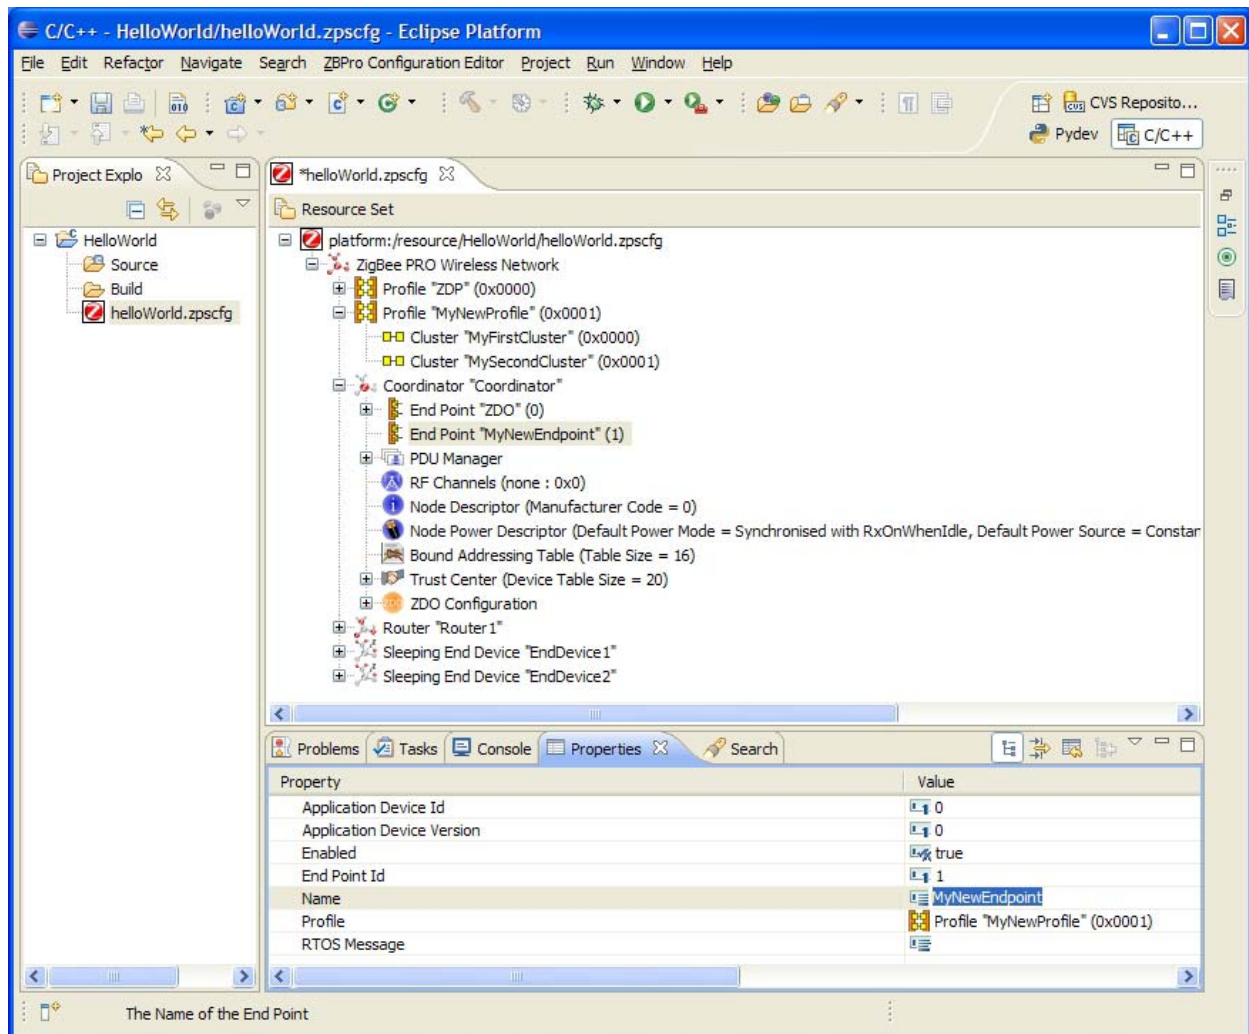 C/C++ - HelloWorld/helloWorld.zpscfg - Eclipse Platform
File Edit Refactor Navigate Search ZBPro Configuration Editor Project Run Window Help
CVS Reposito...
Pydev C/C++
Project Explo
*helloWorld.zpscfg
Resource Set
HelloWorld
Source
Build
helloWorld.zpscfg
platform:/resource/HelloWorld/helloWorld.zpscfg
ZigBee PRO Wireless Network
Profile "ZDP" (0x0000)
Profile "MyNewProfile" (0x0001)
Cluster "MyFirstCluster" (0x0000)
Cluster "MySecondCluster" (0x0001)
Coordinator "Coordinator"
End Point "ZDO" (0)
End Point "MyNewEndpoint" (1)
PDU Manager
RF Channels (none : 0x0)
Node Descriptor (Manufacturer Code = 0)
Node Power Descriptor (Default Power Mode = Synchronised with RxOnWhenIdle, Default Power Source = Constan
Bound Addressing Table (Table Size = 16)
Trust Center (Device Table Size = 20)
ZDO Configuration
Router "Router1"
Sleeping End Device "EndDevice1"
Sleeping End Device "EndDevice2"
Problems Tasks Console Properties Search
Property Value
Application Device Id 0
Application Device Version 0
Enabled true
End Point Id 1
Name MyNewEndpoint
Profile Profile "MyNewProfile" (0x0001)
RTOS Message
The Name of the End Point